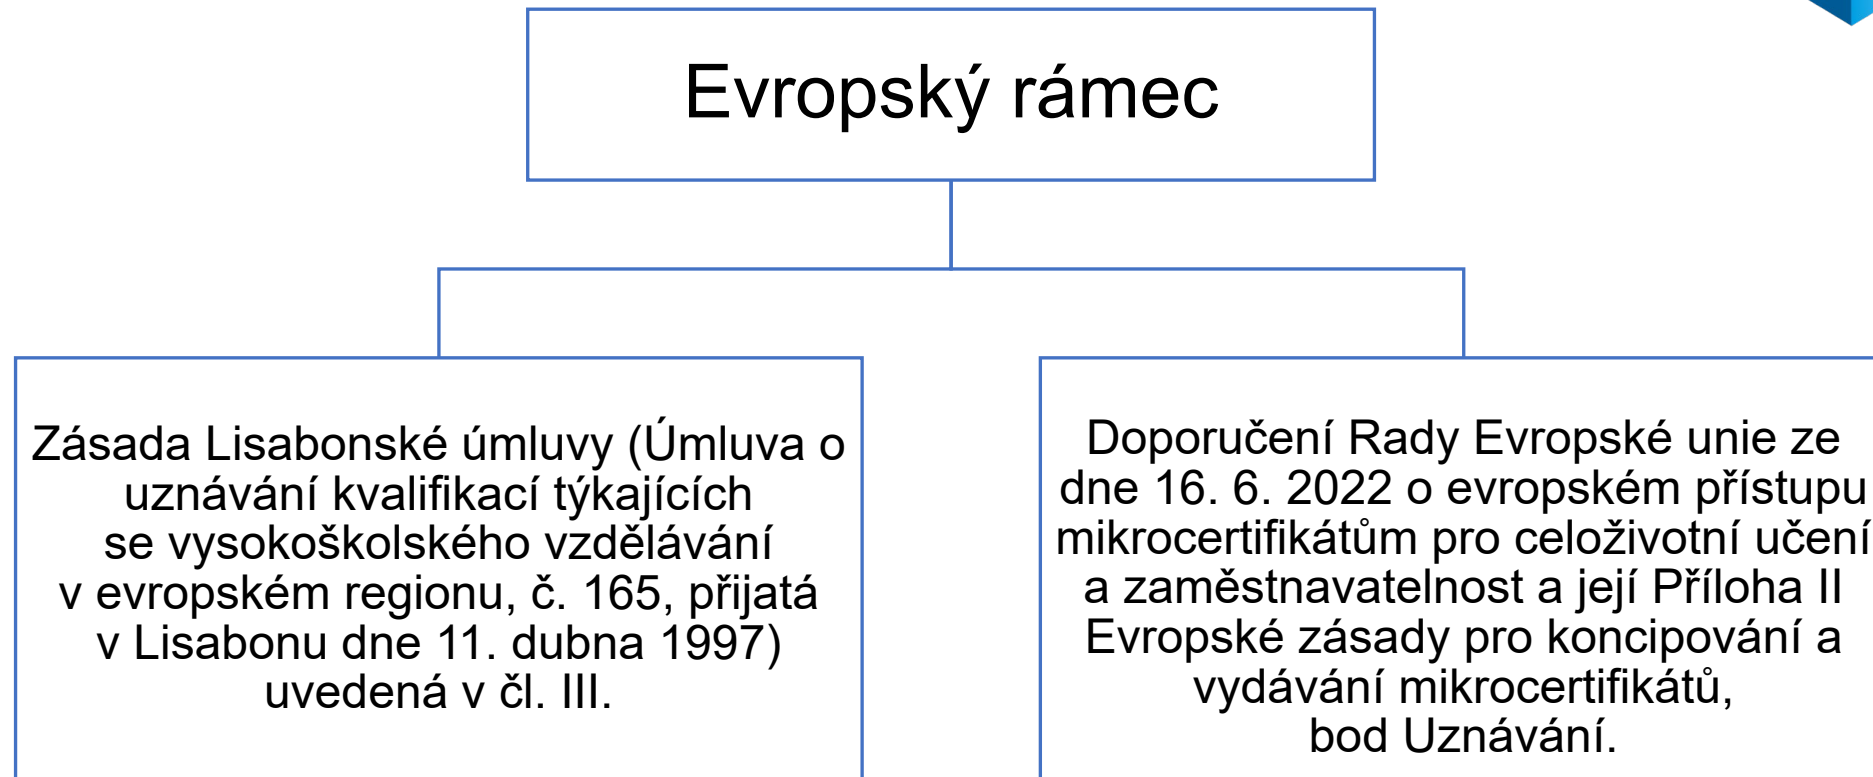 Evropský rámec
Zásada Lisabonské úmluvy (Úmluva o
uznávání kvalifikací týkajících
se vysokoškolského vzdělávání
v evropském regionu, č. 165, přijatá
v Lisabonu dne 11. dubna 1997)
uvedená v čl. III.
Doporučení Rady Evropské unie ze
dne 16. 6. 2022 o evropském přístupu
mikrocertifikátům pro celoživotní učení
a zaměstnavatelnost a její Příloha II
Evropské zásady pro koncipování a
vydávání mikrocertifikátů,
bod Uznávání.